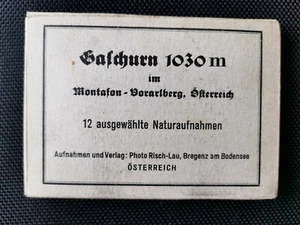 Gaschurn 1030 m
im
Montafon - Vorarlberg, Österreich
12 ausgewählte Naturaufnahmen
Aufnahmen und Verlag: Photo Risch-Lau, Bregenz am Bodensee
ÖSTERREICH